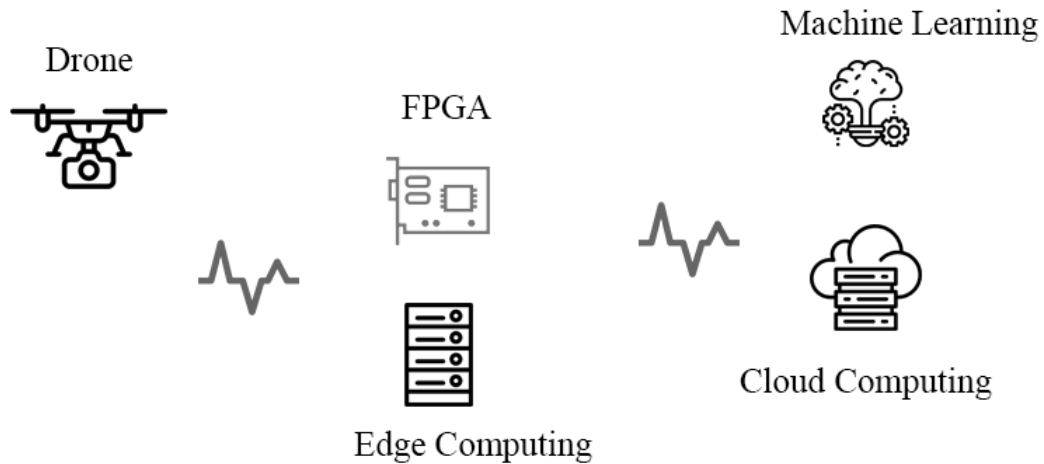 Drone
FPGA
Edge Computing
Machine Learning
Cloud Computing